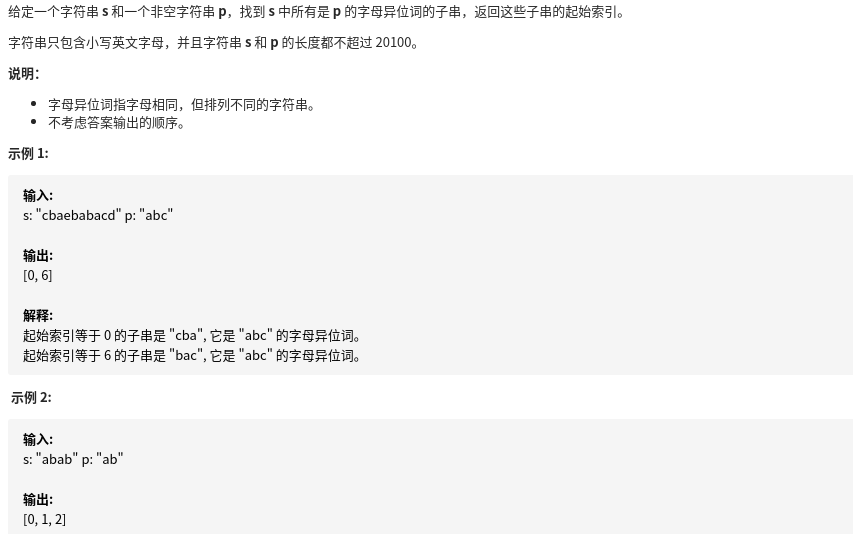 给定一个字符串 s 和一个非空字符串 p，找到 s 中所有是 p 的字母异位词的子串，返回这些子串的起始索引。
字符串只包含小写英文字母，并且字符串 s 和 p 的长度都不超过 20100。
说明：
• 字母异位词指字母相同，但排列不同的字符串。
• 不考虑答案输出的顺序。
示例 1:
输入:
s: "cbaebabacd" p: "abc"
输出:
[0, 6]
解释:
起始索引等于 0 的子串是 "cba", 它是 "abc" 的字母异位词。
起始索引等于 6 的子串是 "bac", 它是 "abc" 的字母异位词。
示例 2:
输入:
s: "abab" p: "ab"
输出:
[0, 1, 2]